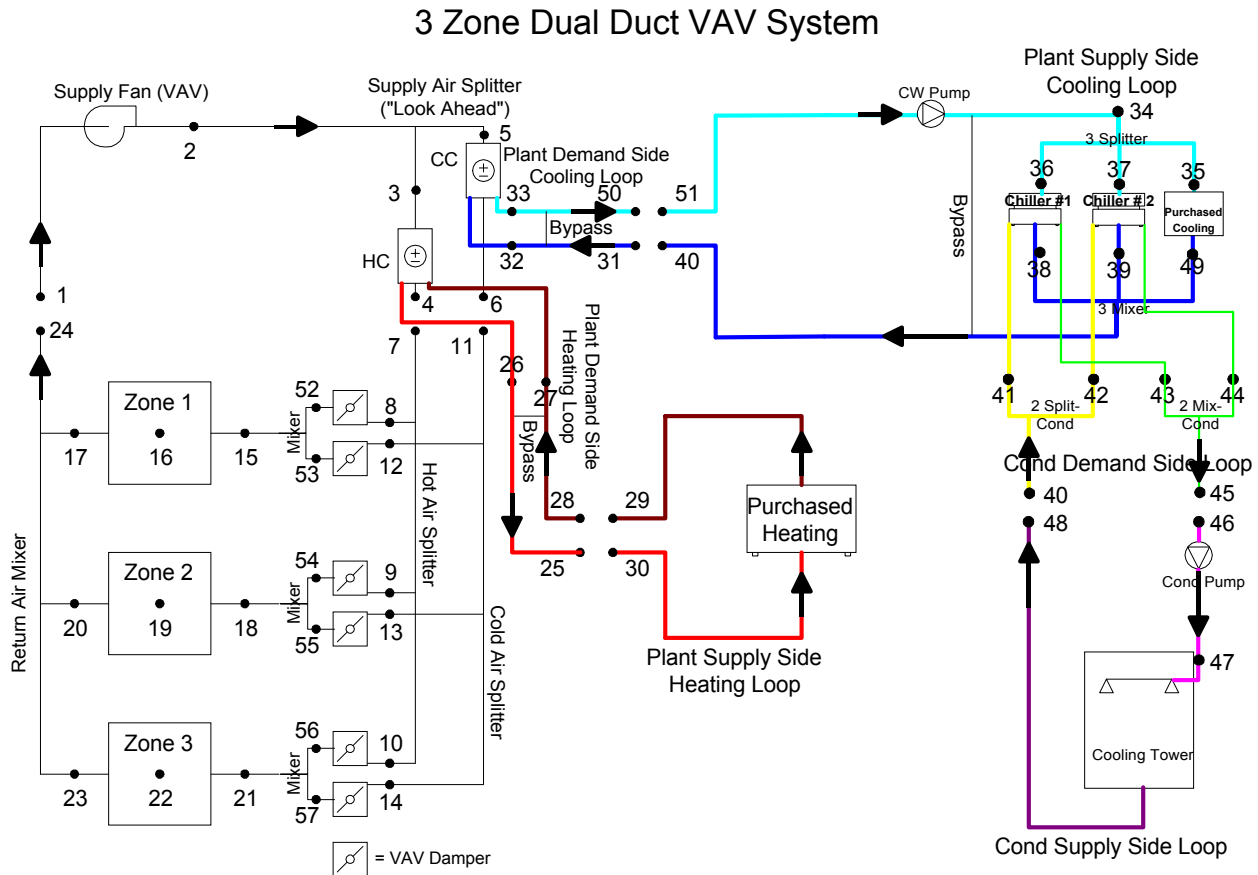 3 Zone Dual Duct VAV System
Supply Fan (VAV)
Supply Air Splitter
("Look Ahead")
Plant Supply Side
Cooling Loop
CW Pump
34
2
5
CC
Plant Demand Side
Cooling Loop
3 Splitter
36
37
35
3
33
50
51
Chiller #1
Chiller # 2
Purchased
Cooling
Bypass
Bypass
32
31
40
38
39
49
HC
1
4
6
3 Mixer
24
7
11
26
27
Plant Demand Side
Heating Loop
Bypass
41
42
43
44
2 Split-
Cond
2 Mix-
Cond
Zone 1
52
8
17
16
15
Mixer
53
12
Hot Air Splitter
Cond Demand Side Loop
28
29
Purchased
Heating
40
45
48
46
25
30
Cond Pump
Return Air Mixer
Zone 2
54
9
20
19
18
Mixer
55
13
Cold Air Splitter
Plant Supply Side
Heating Loop
47
Zone 3
56
10
23
22
21
Mixer
57
14
Cooling Tower
= VAV Damper
Cond Supply Side Loop